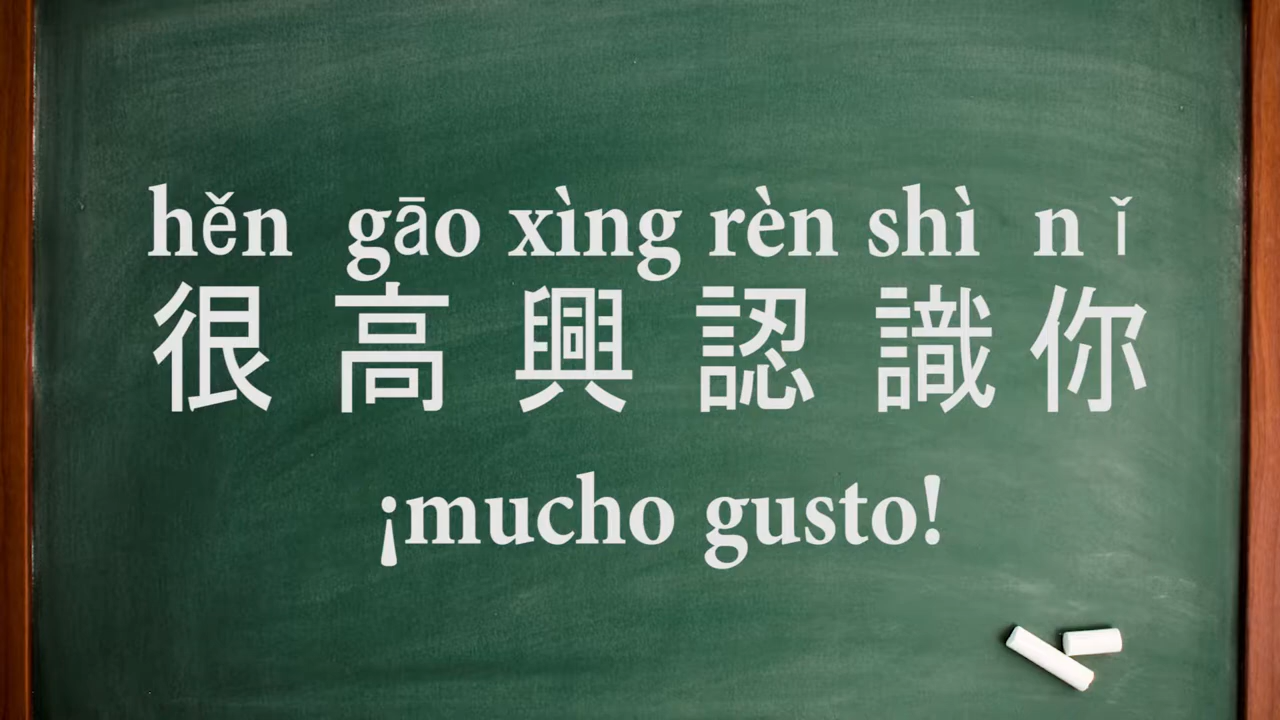 hěn gāo xìng rèn shì nǐ
很高興認識你
¡mucho gusto!